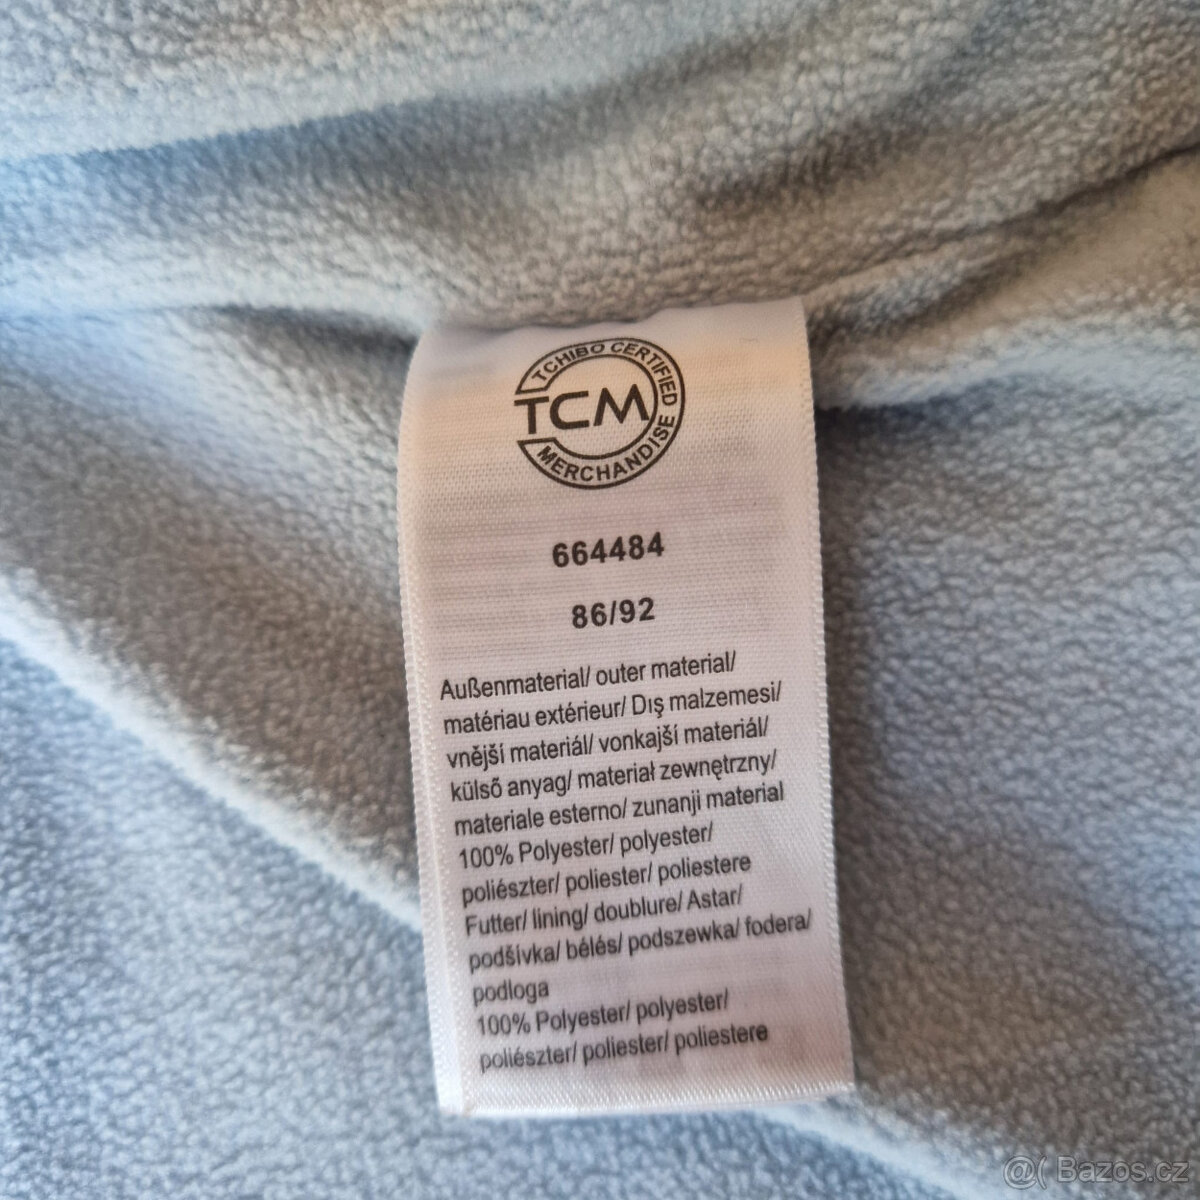 TCHIBO CERTIFIED
TCM
MERCHANDISE
664484
86/92
Außenmaterial/ outer material/
matériau extérieur/ Dış malzemesi/
vnější materiál/ vonkajší materiál/
külső anyag/ materiał zewnętrzny/
materiale esterno/ zunanji material
100% Polyester/ polyester/
poliészter/ poliester/ poliestere
Futter/ lining/ doublure/ Astar/
podšívka/ bélés/ podszewka/ fodera/
podloga
100% Polyester/ polyester/
poliészter/ poliester/ poliestere
@( Bazos.cz